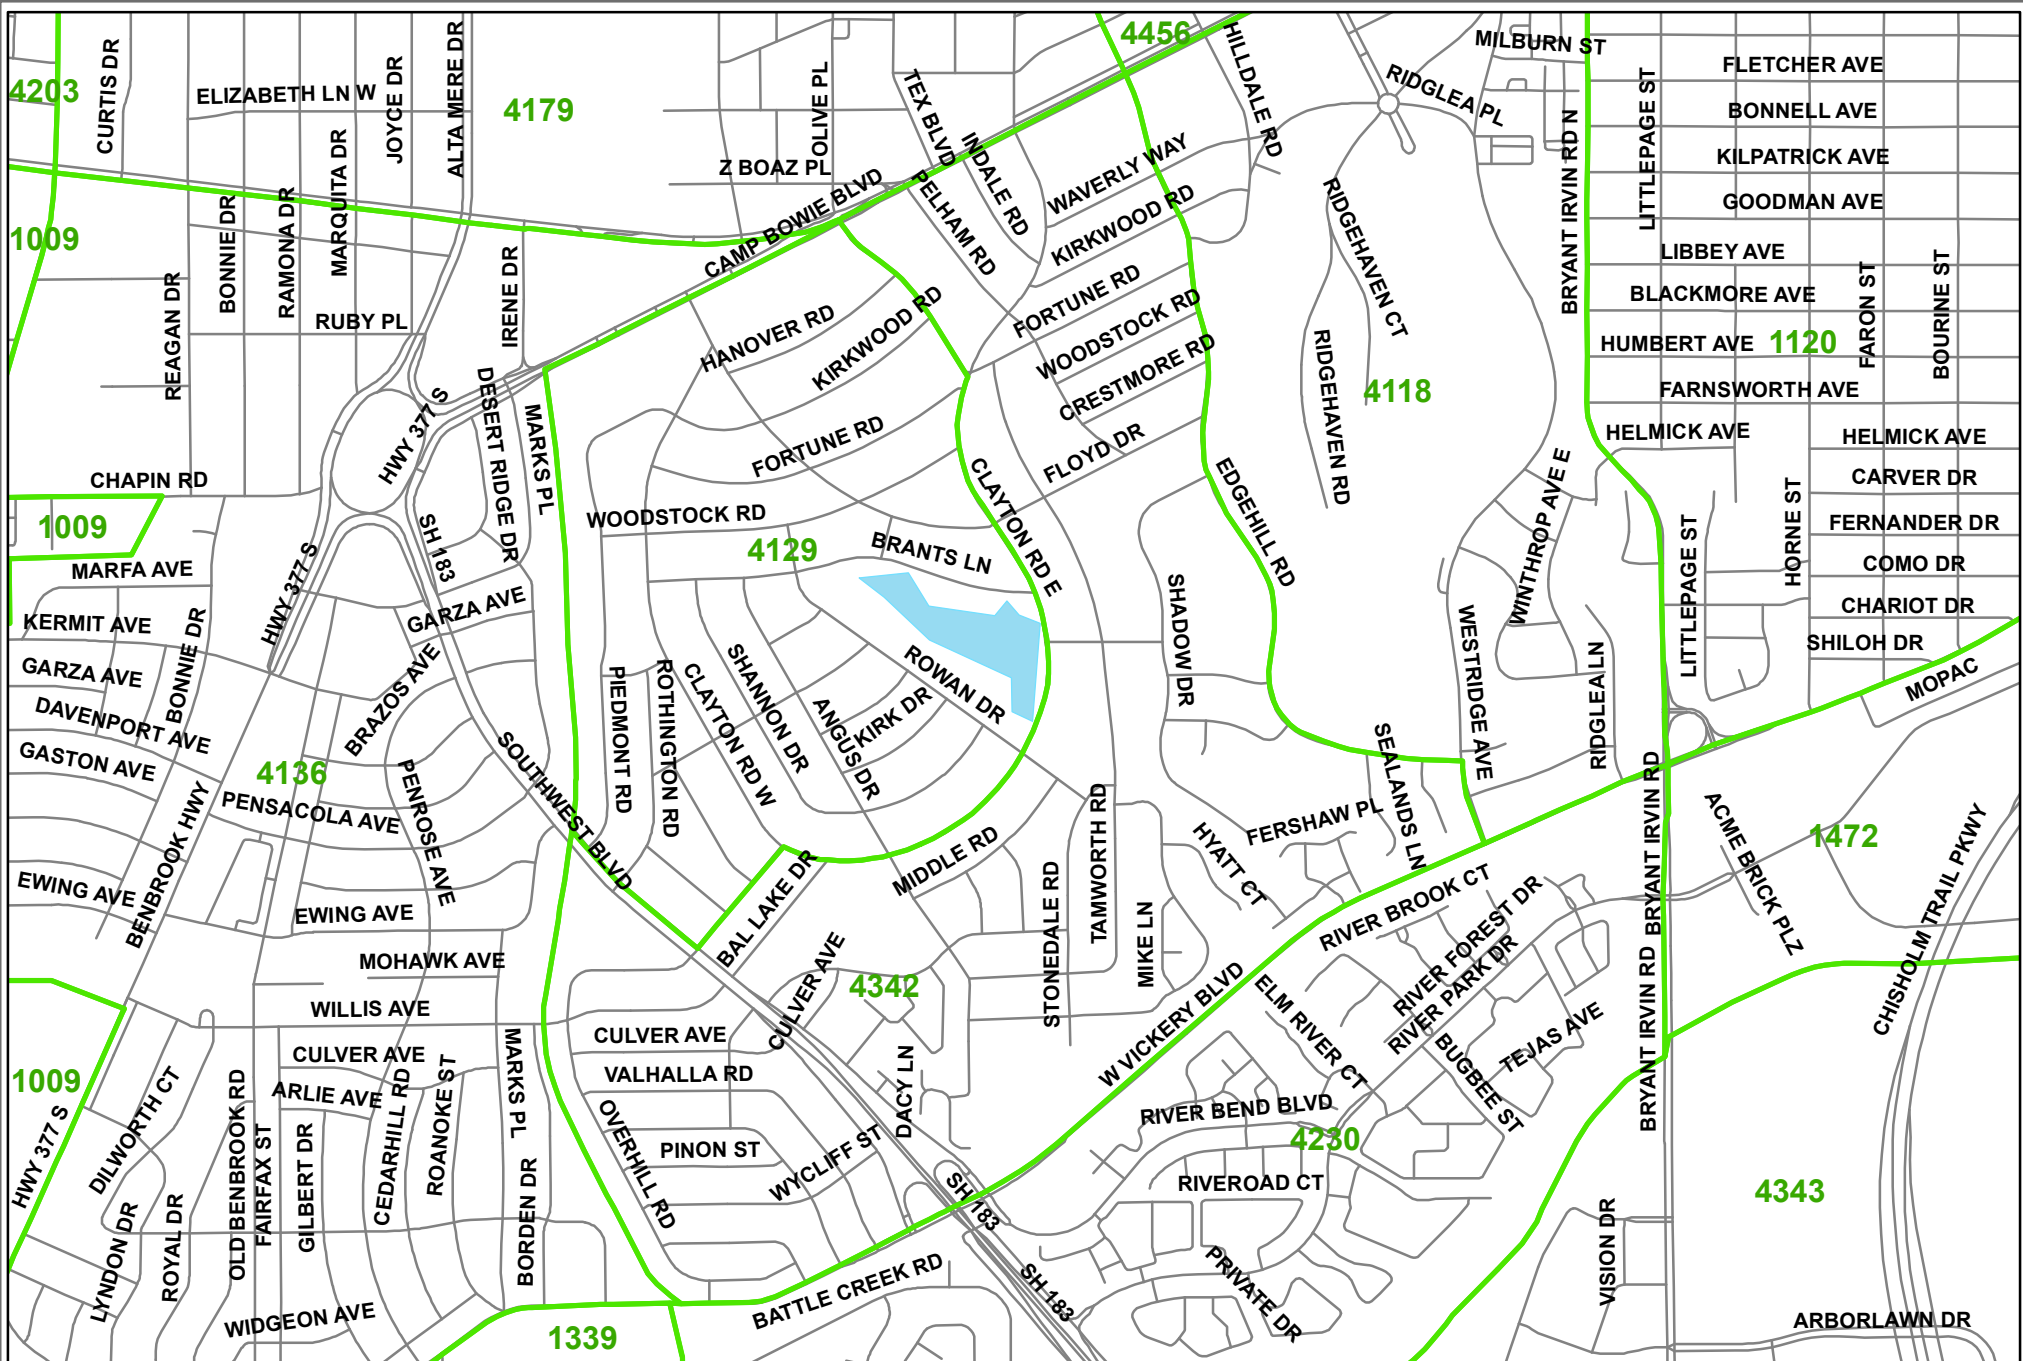 4456
MILBURN ST
CURTIS DR
4203
ELIZABETH LN W
JOYCE DR
ALTA MERE DR
4179
OLIVE PL
TEX BLVD
HILLDALE RD
RIDGLEA PL
FLETCHER AVE
LITTLEPAGE ST
BONNELL AVE
KILPATRICK AVE
GOODMAN AVE
BRYANT IRVIN RD N
Z BOAZ PL
INDALE RD
WAVERLY WAY
MARQUITA DR
CAMP BOWIE BLVD
PELHAM RD
KIRKWOOD RD
RIDGEHAVEN CT
1009
BONNIE DR
RAMONA DR
LIBBEY AVE
BLACKMORE AVE
FARON ST
BOURINE ST
REAGAN DR
IRENE DR
RUBY PL
HANOVER RD
KIRKWOOD RD
FORTUNE RD
WOODSTOCK RD
CRESTMORE RD
RIDGEHAVEN RD
HUMBERT AVE
1120
4118
FARNSWORTH AVE
HWY 377 S
DESERT RIDGE DR
MARKS PL
FORTUNE RD
FLOYD DR
HELMICK AVE
HELMICK AVE
CHAPIN RD
CARVER DR
CLAYTON RD E
EDGEHILL RD
WINTHROP AVE E
HORNE ST
1009
SH 183
WOODSTOCK RD
4129
BRANTS LN
LITTLEPAGE ST
FERNANDER DR
MARFA AVE
HWY 377 S
COMO DR
GARZA AVE
SHADOW DR
CHARIOT DR
KERMIT AVE
BONNIE DR
WESTRIDGE AVE
RIDGLEALN
SHILOH DR
GARZA AVE
BRAZOS AVE
PIEDMONT RD
ROTHINGTON RD
CLAYTON RD W
SHANNON DR
ANGUS DR
KIRK DR
ROWAN DR
MOPAC
DAVENPORT AVE
GASTON AVE
4136
SOUTHWEST BLVD
SEALANDS LN
BRYANT IRVIN RD
PENSACOLA AVE
PENROSE AVE
TAMWORTH RD
HYATT CT
FERSHAW PL
ACME BRICK PLZ
1472
BENBROOK HWY
MIDDLE RD
CHISHOLM TRAIL PKWY
EWING AVE
EWING AVE
BAL LAKE DR
STONEDALE RD
MIKE LN
RIVER BROOK CT
RIVER FOREST DR
RIVER PARK DR
MOHAWK AVE
CULVER AVE
4342
W VICKERY BLVD
ELM RIVER CT
BRYANT IRVIN RD
WILLIS AVE
CULVER AVE
TEJAS AVE
BUGBEE ST
CULVER AVE
MARKS PL
VALHALLA RD
DACY LN
1009
HWY 377 S
DILWORTH CT
OLD BENBROOK RD
ARLIE AVE
CEDARHILL RD
ROANOKE ST
OVERHILL RD
RIVER BEND BLVD
4230
FAIRFAX ST
GILBERT DR
PINON ST
WYCLIFF ST
RIVEROAD CT
4343
LYNDON DR
ROYAL DR
BORDEN DR
SH 183
VISION DR
PRIVATE DR
BATTLE CREEK RD
SH 183
WIDGEON AVE
1339
ARBORLAWN DR